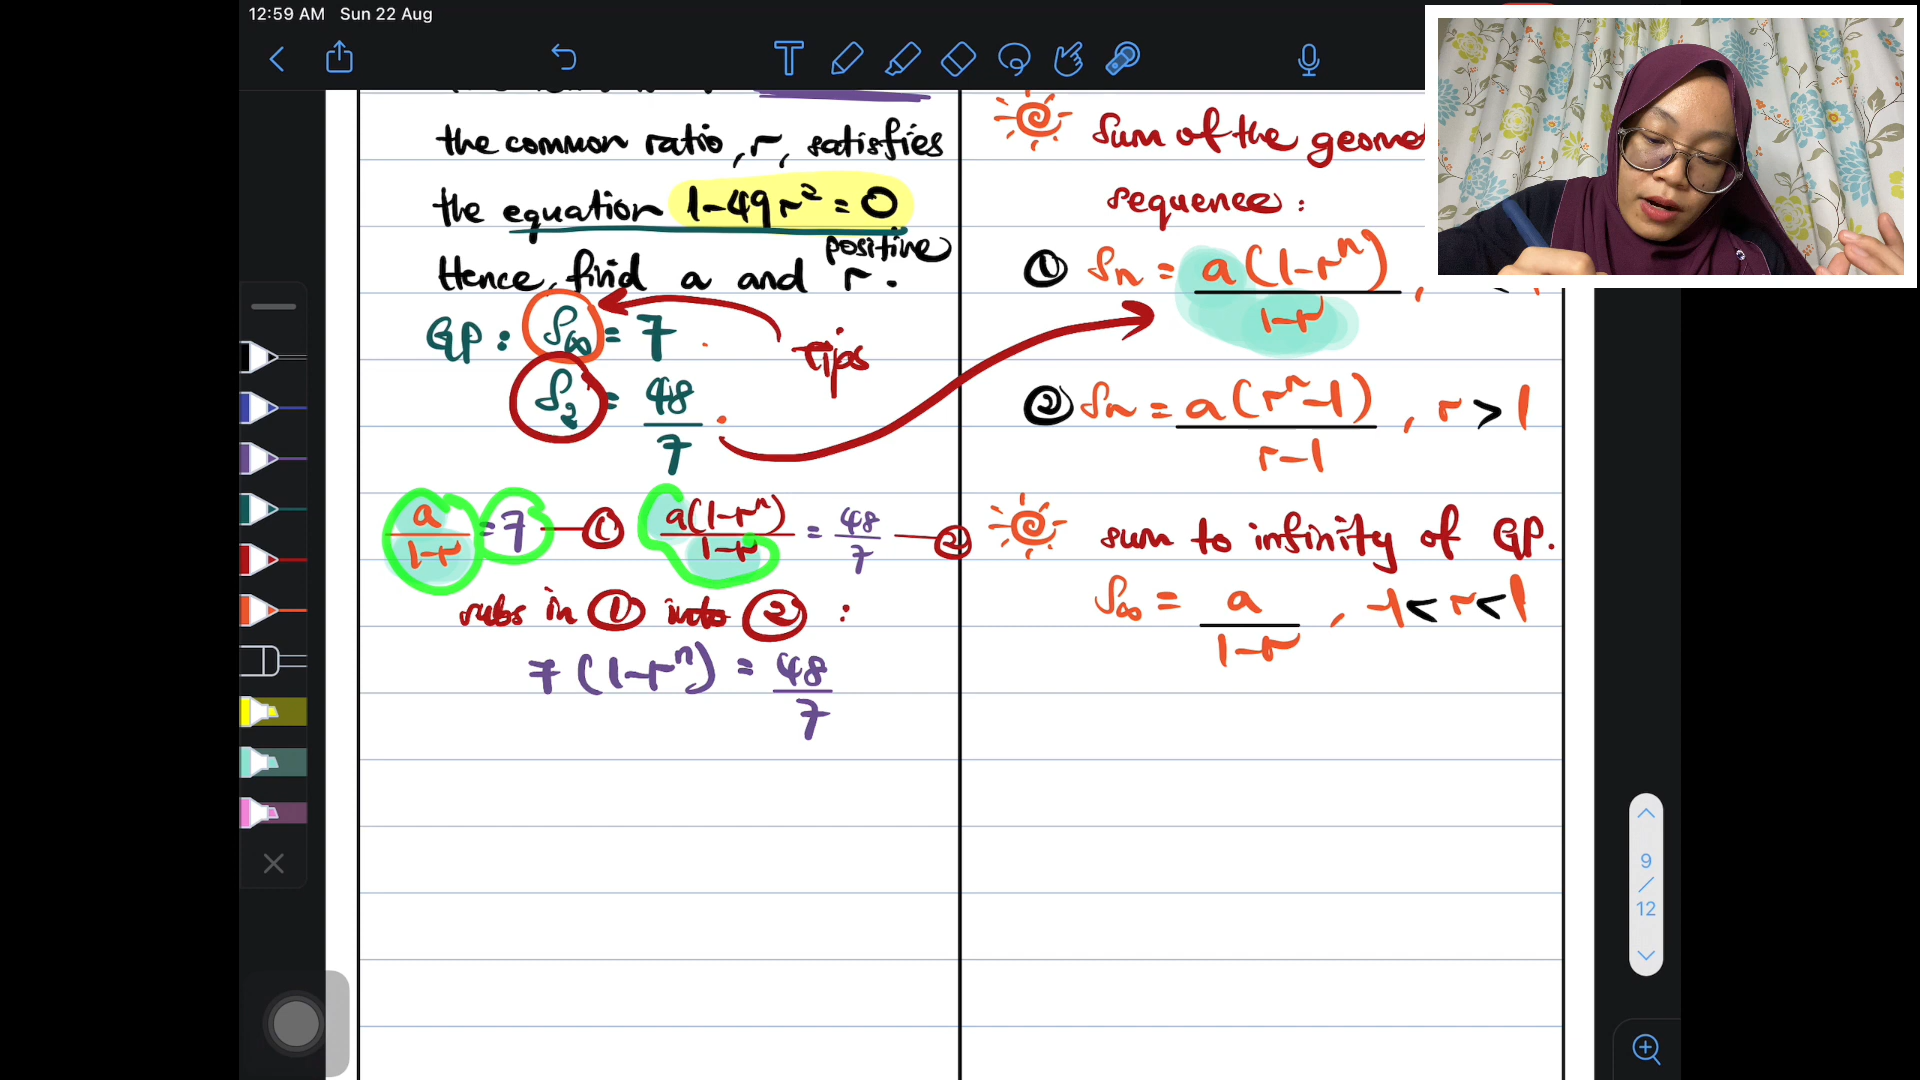 12:59 AM Sun 22 Aug
the common ratio, r, satisfies
the equation 1-49r² = 0
positive
Hence, find a and r.
GP: S∞ = 7
Tips
S₂ = 48/7
a/1-r = 7 — ① a(1-rⁿ)/1-r = 48/7 — ②
subs in ① into ② :
7(1-rⁿ) = 48/7
Sum of the geome
sequence:
① Sn = a(1-rⁿ)/1-r ,
② Sn = a(rⁿ-1)/r-1 , r > 1
sum to infinity of GP.
S∞ = a/1-r , -1<r<1
9
/
12